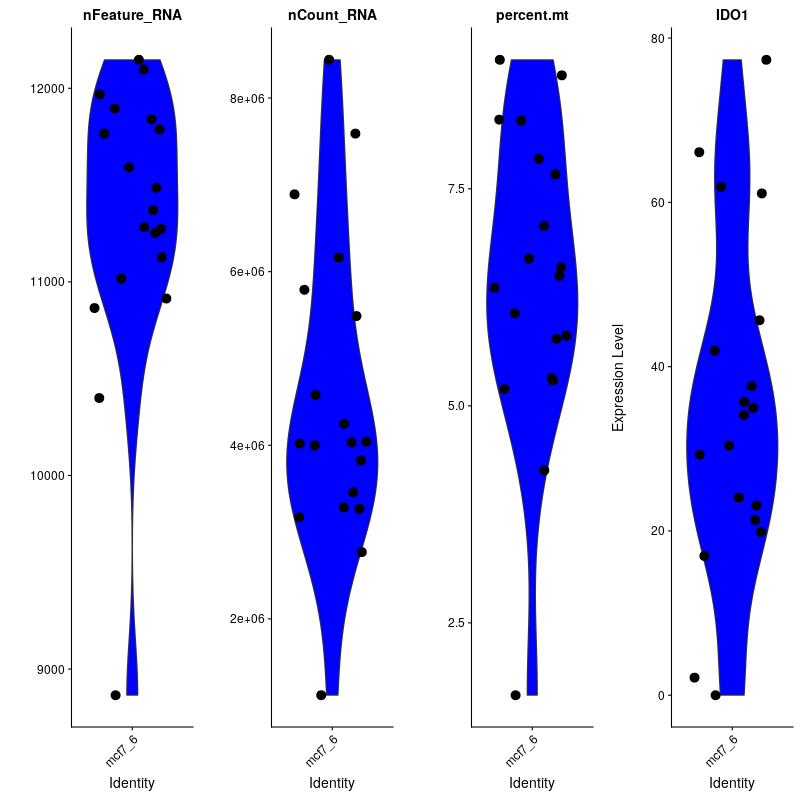 nFeature_RNA
12000
11000
10000
9000
mcf7_6
Identity
nCount_RNA
8e+06
6e+06
4e+06
2e+06
mcf7_6
Identity
percent.mt
7.5
5.0
2.5
mcf7_6
Identity
IDO1
Expression Level
80
60
40
20
0
mcf7_6
Identity